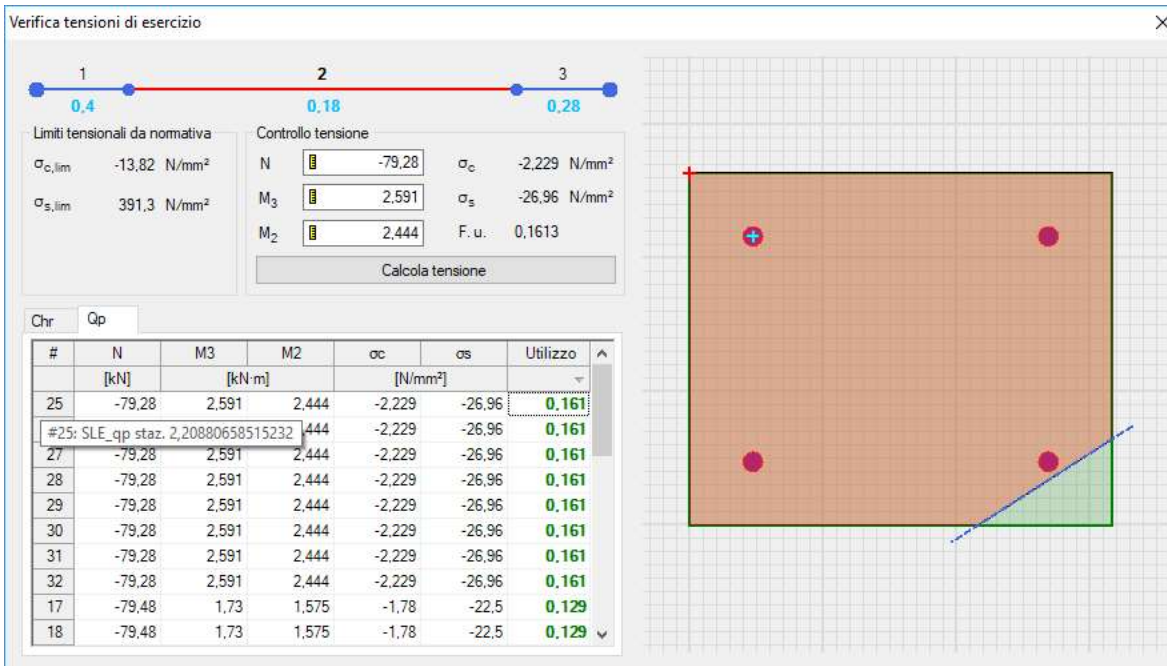 Verifica tensioni di esercizio
1 2 3
0,4 0,18 0,28
Limiti tensionali da normativa
σc,lim -13,82 N/mm²
σs,lim 391,3 N/mm²
Controllo tensione
N -79,28 σc -2,229 N/mm²
M3 2,591 σs -26,96 N/mm²
M2 2,444 F. u. 0,1613
Calcola tensione
Chr Qp
# N M3 M2 σc σs Utilizzo
[kN] [kN·m] [N/mm²]
25 -79,28 2,591 2,444 -2,229 -26,96 0,161
#25: SLE_qp staz. 2,20880658515232 ,444 -2,229 -26,96 0,161
27 -79,28 2,591 2,444 -2,229 -26,96 0,161
28 -79,28 2,591 2,444 -2,229 -26,96 0,161
29 -79,28 2,591 2,444 -2,229 -26,96 0,161
30 -79,28 2,591 2,444 -2,229 -26,96 0,161
31 -79,28 2,591 2,444 -2,229 -26,96 0,161
32 -79,28 2,591 2,444 -2,229 -26,96 0,161
17 -79,48 1,73 1,575 -1,78 -22,5 0,129
18 -79,48 1,73 1,575 -1,78 -22,5 0,129